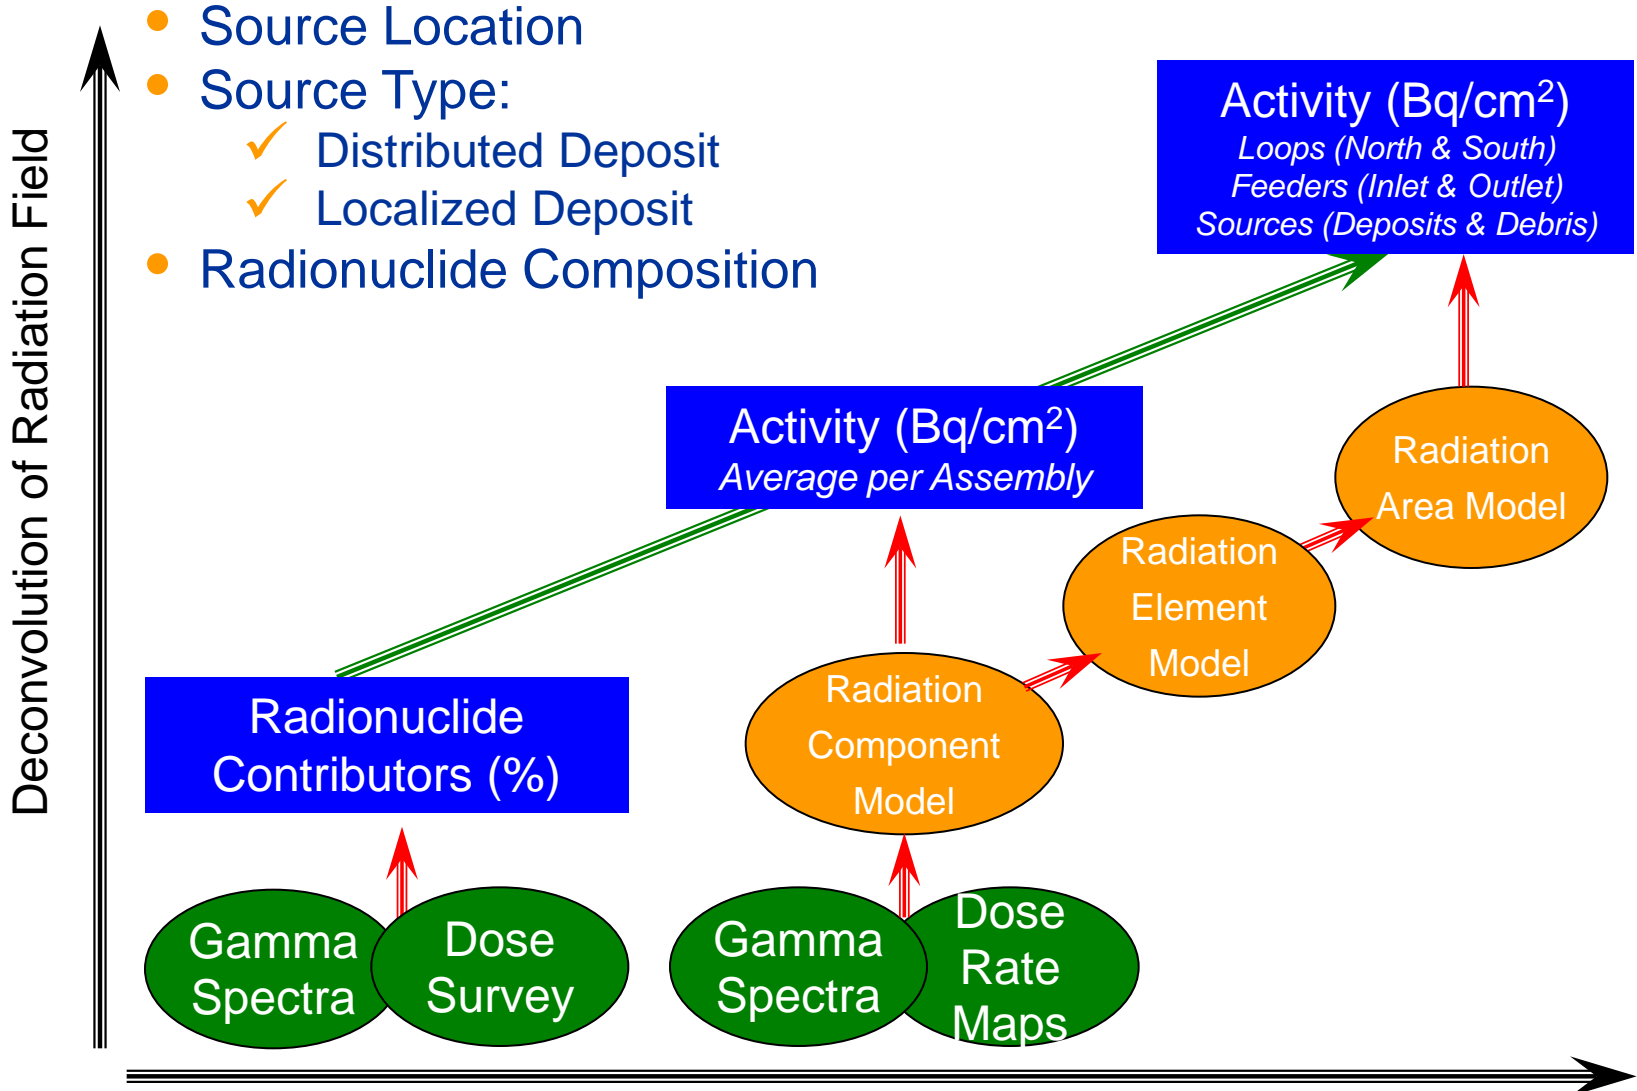 Source Location
Source Type:
Distributed Deposit
Localized Deposit
Radionuclide Composition
Deconvolution of Radiation Field
Activity (Bq/cm²)
Loops (North & South)
Feeders (Inlet & Outlet)
Sources (Deposits & Debris)
Activity (Bq/cm²)
Average per Assembly
Radiation
Area Model
Radiation
Element
Model
Radiation
Component
Model
Radionuclide
Contributors (%)
Gamma
Spectra
Dose
Survey
Gamma
Spectra
Dose
Rate
Maps